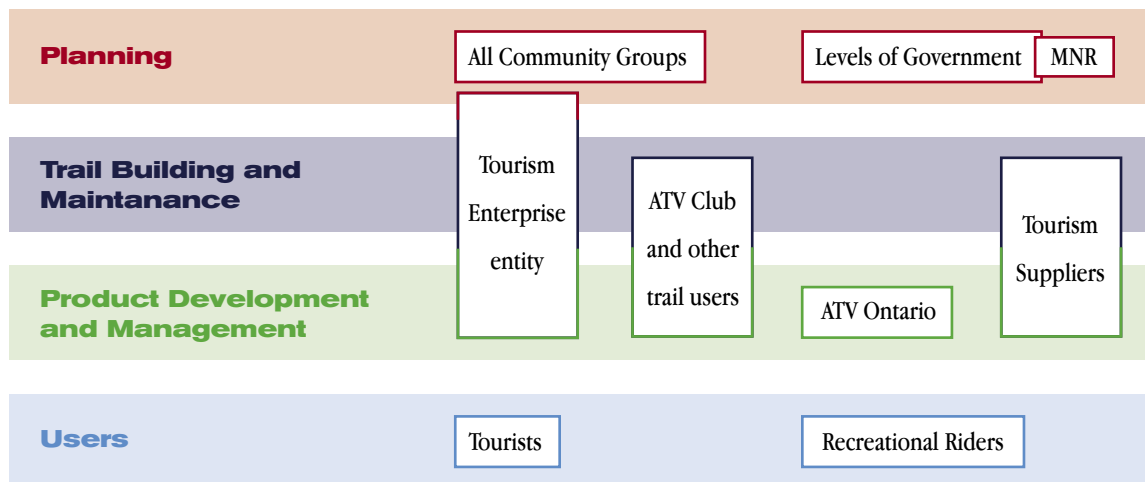 Planning
All Community Groups
Levels of Government
MNR
Trail Building and
Maintanance
Tourism
Enterprise
entity
ATV Club
and other
trail users
Tourism
Suppliers
Product Development
and Management
ATV Ontario
Users
Tourists
Recreational Riders